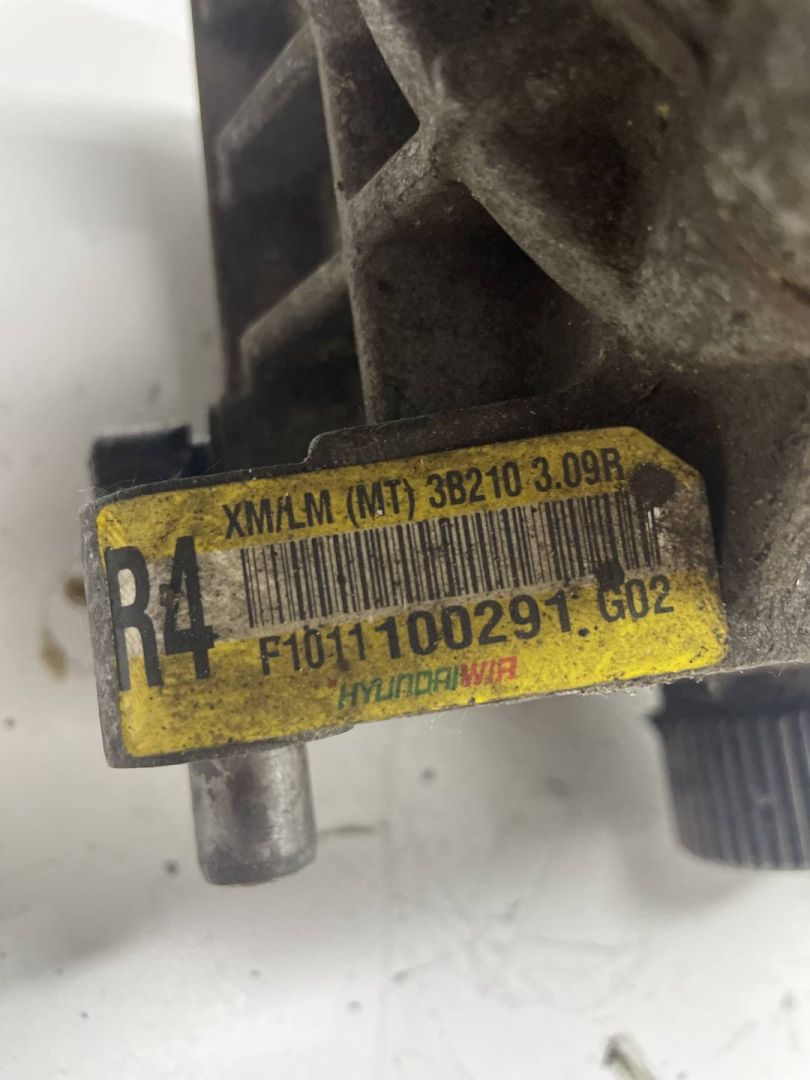 XM/LM (MT) 3B210 3.09R
R4
F1011100291 G02
HYUNDAI WIA